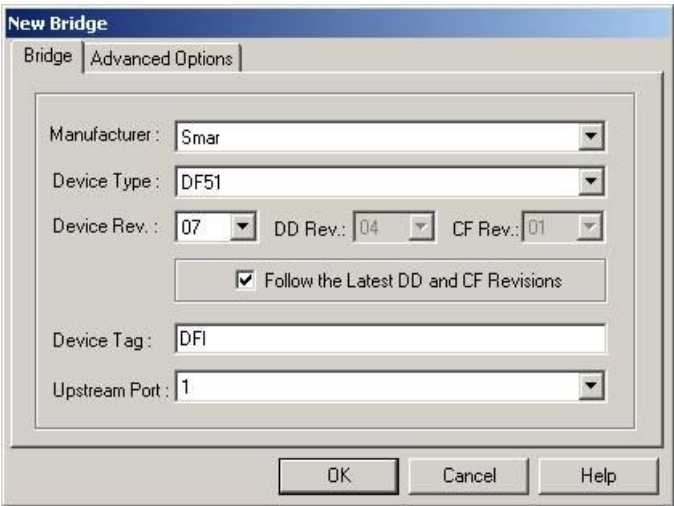 New Bridge
Bridge Advanced Options
Manufacturer : Smar
Device Type : DF51
Device Rev. : 07 DD Rev.: 04 CF Rev.: 01
Follow the Latest DD and CF Revisions
Device Tag : DFI
Upstream Port : 1
OK Cancel Help